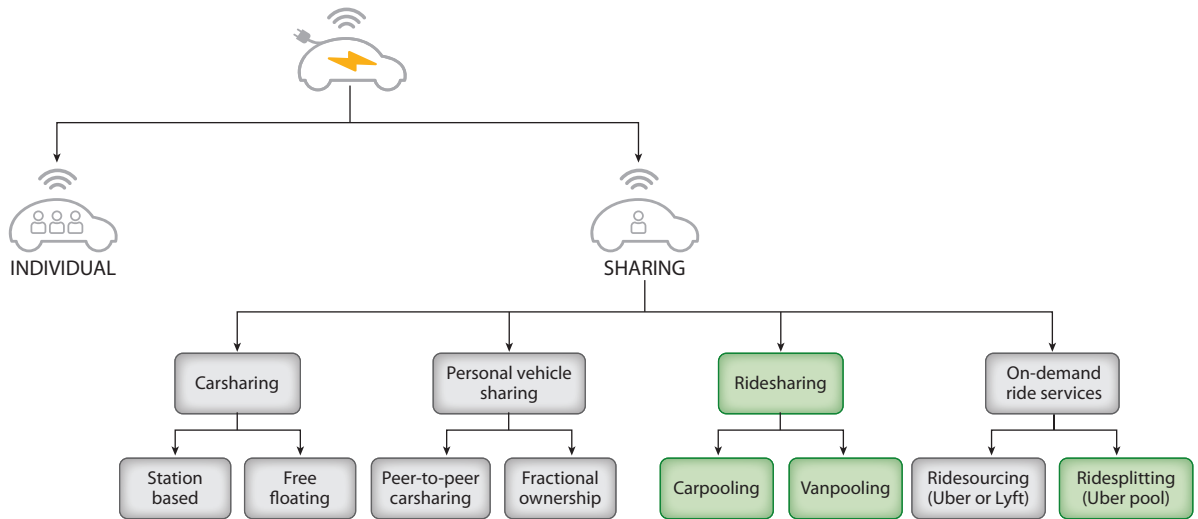 INDIVIDUAL
SHARING
Carsharing
Personal vehicle
sharing
Ridesharing
On-demand
ride services
Station
based
Free
floating
Peer-to-peer
carsharing
Fractional
ownership
Carpooling
Vanpooling
Ridesourcing
(Uber or Lyft)
Ridesplitting
(Uber pool)